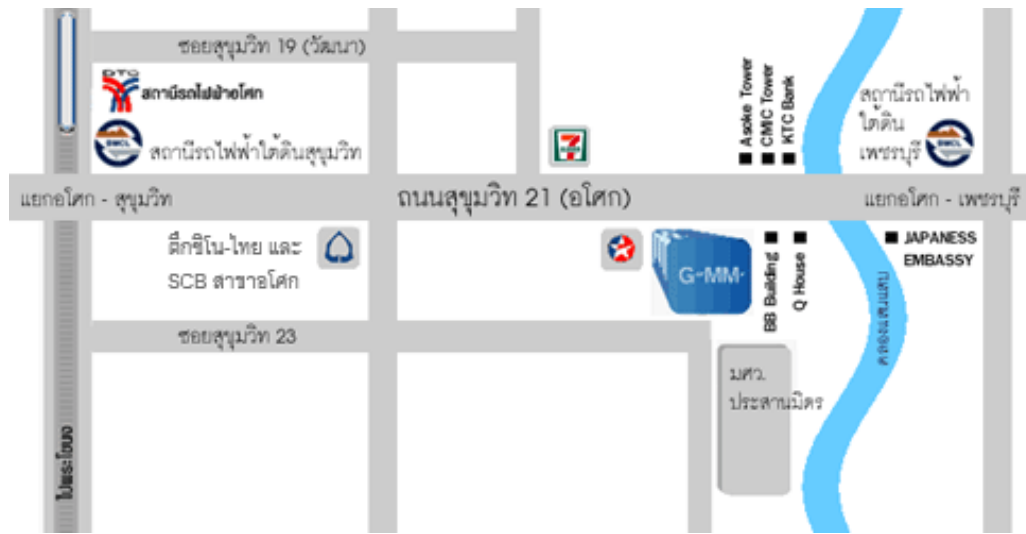 ซอยสุขุมวิท 19 (วัฒนา)
สถานีรถไฟฟ้าอโศก
BMCL
สถานีรถไฟฟ้าใต้ดินสุขุมวิท
7
Asoke Tower
CMIC Tower
KTC Bank
สถานีรถไฟฟ้า
ใต้ดิน
เพชรบุรี
BMCL
แยกอโศก - สุขุมวิท
ถนนสุขุมวิท 21 (อโศก)
แยกอโศก - เพชรบุรี
ตึกชิโน-ไทย และ
SCB สาขาอโศก
G-MM-
BB Building
Q House
JAPANESS
EMBASSY
คลองแสนแสบ
ซอยสุขุมวิท 23
มศว.
ประสานมิตร
ไปพระโขนง